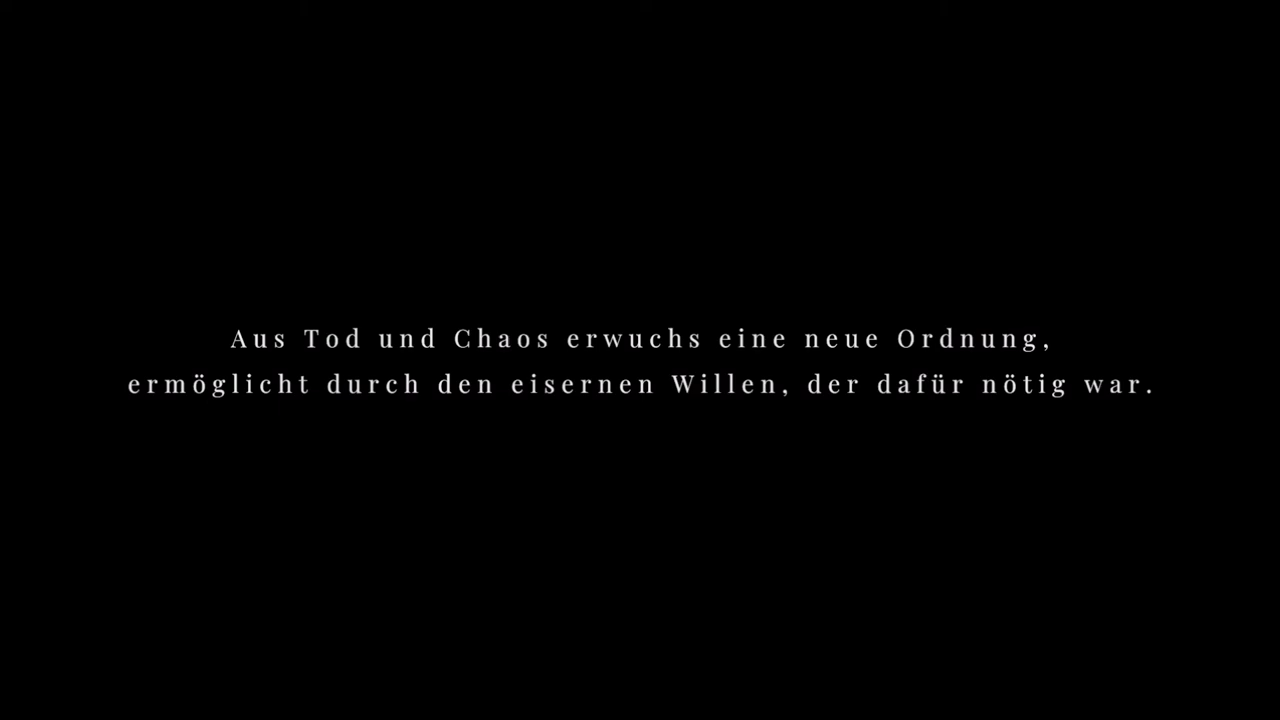 Aus Tod und Chaos erwuchs eine neue Ordnung,
ermöglicht durch den eisernen Willen, der dafür nötig war.